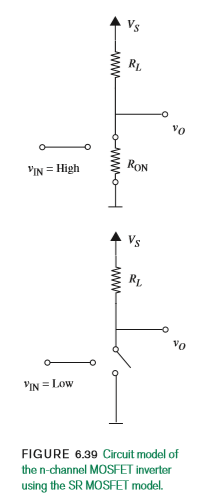 V_S
R_L
v_O
R_ON
v_IN = High
V_S
R_L
v_O
v_IN = Low
FIGURE 6.39 Circuit model of
the n-channel MOSFET inverter
using the SR MOSFET model.